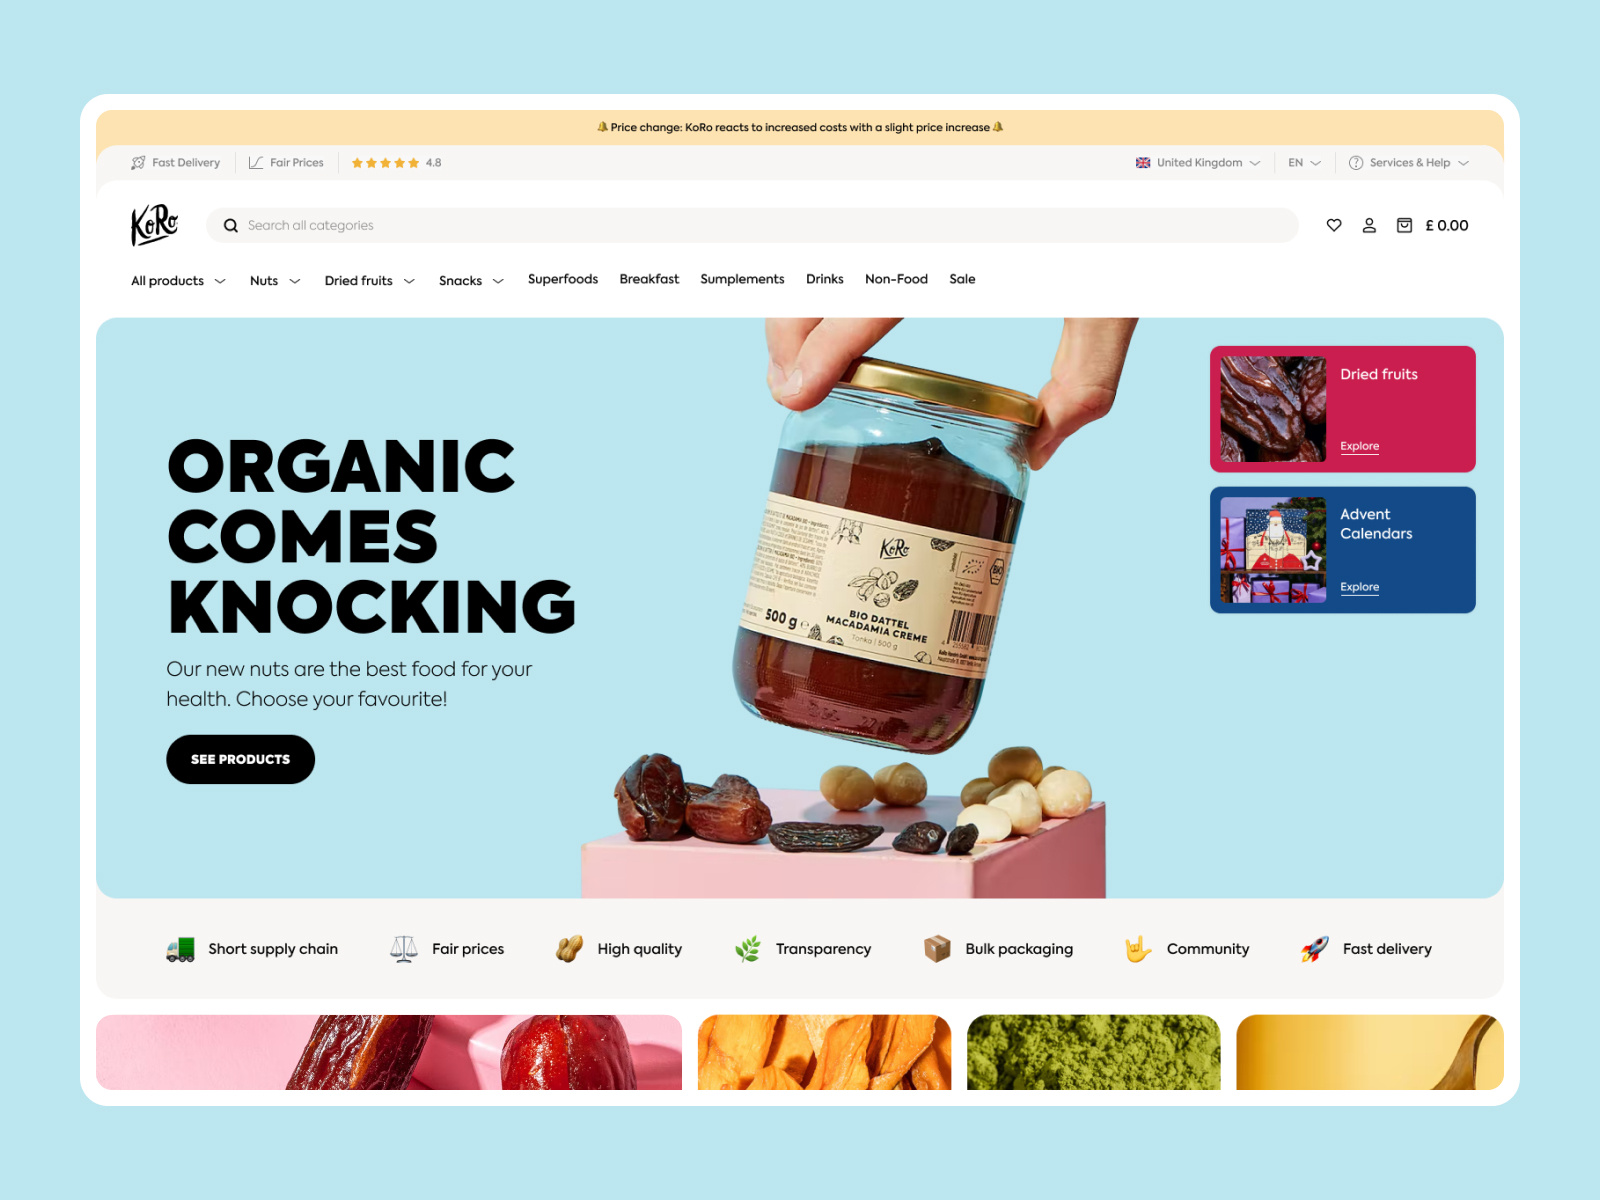 Price change: KoRo reacts to increased costs with a slight price increase
Fast Delivery
Fair Prices
4.8
United Kingdom
EN
Services & Help
KoRo
Search all categories
£ 0.00
All products
Nuts
Dried fruits
Snacks
Superfoods
Breakfast
Sumplements
Drinks
Non-Food
Sale
ORGANIC
COMES
KNOCKING
Our new nuts are the best food for your
health. Choose your favourite!
SEE PRODUCTS
KoRo
BIO DATTEL
MACADAMIA CREME
Tonka | 500 g
500 g ℮
Dried fruits
Explore
Advent
Calendars
Explore
Short supply chain
Fair prices
High quality
Transparency
Bulk packaging
Community
Fast delivery